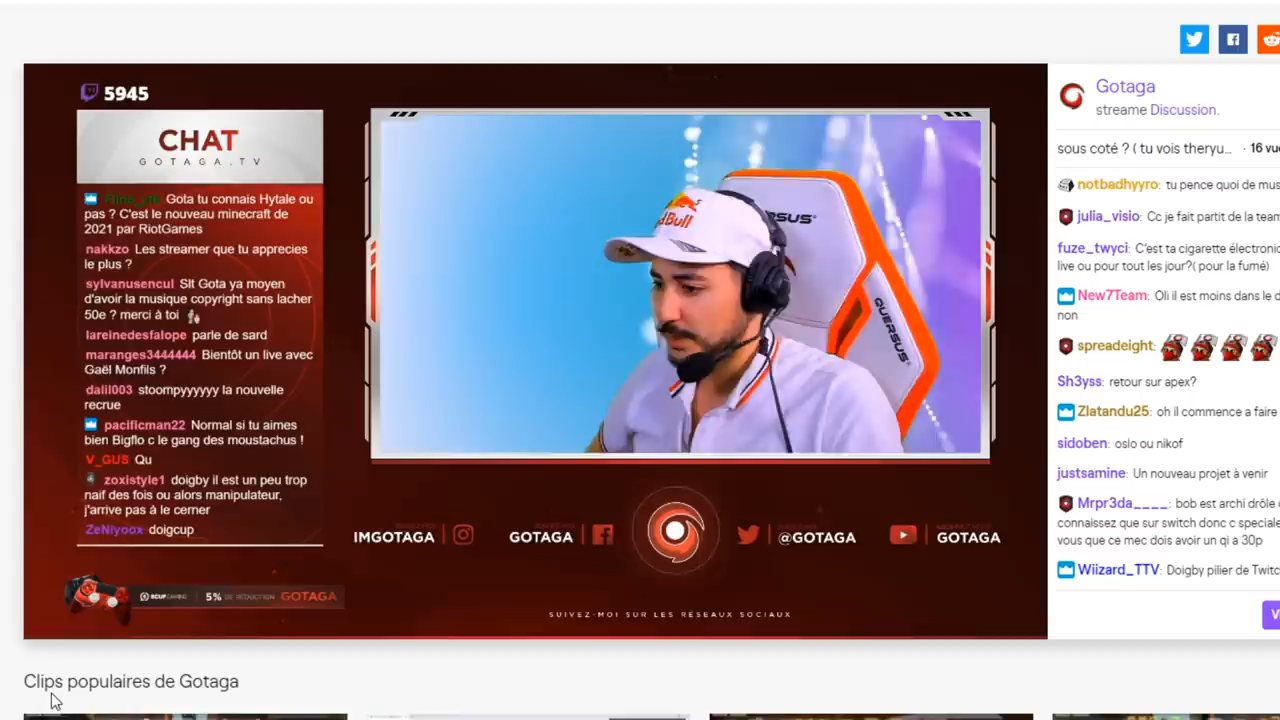 5945
CHAT
GOTAGA.TV
Gota tu connais Hytale ou
pas ? C'est le nouveau minecraft de
2021 par RiotGames
nakkzo Les streamer que tu apprecies
le plus ?
sylvanusencul Slt Gota ya moyen
d'avoir la musique copyright sans lacher
50e ? merci à toi
lareinedesfalope parle de sard
maranges3444444 Bientôt un live avec
Gaël Monfils ?
dalil003 stoompyyyyyy la nouvelle
recrue
pacificman22 Normal si tu aimes
bien Bigflo c le gang des moustachus !
V_GUS Qu
zoxistyle1 doigby il est un peu trop
naif des fois ou alors manipulateur,
j'arrive pas à le cerner
ZeNiyoox doigcup
SCUF GAMING 5% DE RÉDUCTION GOTAGA
RedBull
QUERSUS
IMGOTAGA
GOTAGA
@GOTAGA
GOTAGA
SUIVEZ-MOI SUR LES RÉSEAUX SOCIAUX
Gotaga
streame Discussion.
sous coté ? ( tu vois theryu... · 16 vue
notbadhyyro: tu pence quoi de mus
julia_visio: Cc je fait partit de la team
fuze_twyci: C'est ta cigarette électronic
live ou pour tout les jour?( pour la fumé)
New7Team: Oli il est moins dans le d
non
spreadeight:
Sh3yss: retour sur apex?
Zlatandu25: oh il commence a faire
sidoben: oslo ou nikof
justsamine: Un nouveau projet à venir
Mrpr3da____: bob est archi drôle
connaissez que sur switch donc c speciale
vous que ce mec dois avoir un qi a 30p
Wiizard_TTV: Doigby pilier de Twitc
Clips populaires de Gotaga